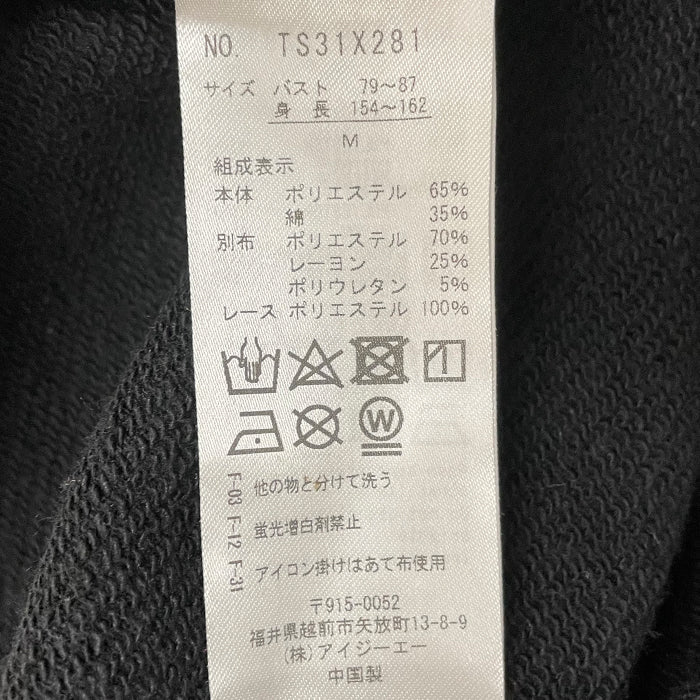 NO. TS31X281
サイズ バスト 79〜87
身 長 154〜162
M
組成表示
本体 ポリエステル 65%
綿 35%
別布 ポリエステル 70%
レーヨン 25%
ポリウレタン 5%
レース ポリエステル 100%
W
F-03 F-12 F-31
他の物と分けて洗う
蛍光増白剤禁止
アイロン掛けはあて布使用
〒915-0052
福井県越前市矢放町13-8-9
(株)アイジーエー
中国製